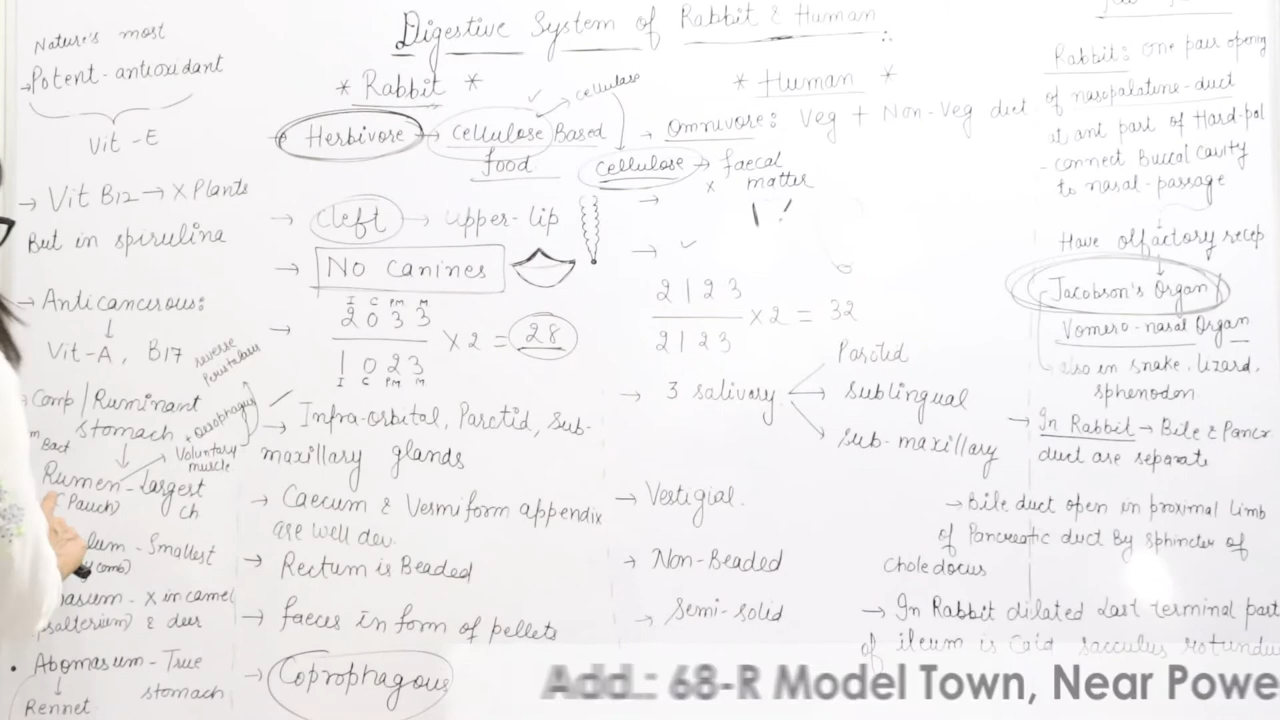 Digestive System of Rabbit & Human
Nature's most
→ Potent-antioxidant
Vit-E
→ Vit B12 → X Plants
But in spirulina
→ Anticancerous:
↓
Vit-A, B17
→ Comp/Ruminant
stomach
↓
Bact
+ Oesophagus
Voluntary
muscle
reverse
Peristalsis
Rumen - Largest
(Pauch) ch
lum - Smallest
comb)
asum - X in camel
psalterium) & deer
• Abomasum - True
↓ stomach
Rennet
* Rabbit *
→ Herbivore → cellulose Based
food
cellulase
→ cleft → upper-lip
→ No canines
I C PM M
→ 2 0 3 3
1 0 2 3
I C PM M
X 2 = 28
→ Infra-orbital, Parotid, Sub-
maxillary glands
→ Caecum & Vermiform appendix
are well dev.
→ Rectum is Beaded
→ faeces in form of pellets
→ Coprophagous
* Human *
→ Omnivore: Veg + Non-Veg diet
cellulose → faecal
x matter
→ | !
→ ✓
2 1 2 3
2 1 2 3
X 2 = 32
→ 3 salivary
Parotid
sublingual
sub-maxillary
→ Vestigial.
→ Non-Beaded
→ Semi-solid
Rabbit: one pair opening
of nasopalatine-duct
at ant part of Hard-pal
- connect Buccal cavity
to nasal-passage
Have olfactory recep
↓
Jacobson's Organ
Vomero-nasal Organ
also in snake, lizard,
sphenodon.
→ In Rabbit → Bile & Pancr
duct are separate
→ Bile duct open in proximal limb
of Pancreatic duct By sphincter of
choledocus
→ In Rabbit dilated Last terminal part
of ileum is Cald sacculus rotundu
Add.: 68-R Model Town, Near Powe